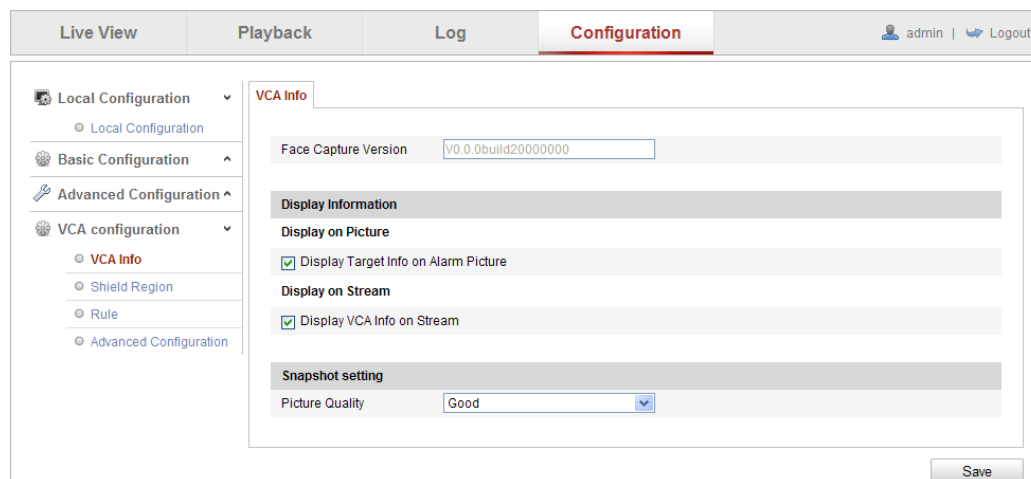 Live View Playback Log Configuration admin | Logout
Local Configuration
Local Configuration
Basic Configuration
Advanced Configuration
VCA configuration
VCA Info
Shield Region
Rule
Advanced Configuration
VCA Info
Face Capture Version V0.0.0build20000000
Display Information
Display on Picture
Display Target Info on Alarm Picture
Display on Stream
Display VCA Info on Stream
Snapshot setting
Picture Quality Good
Save